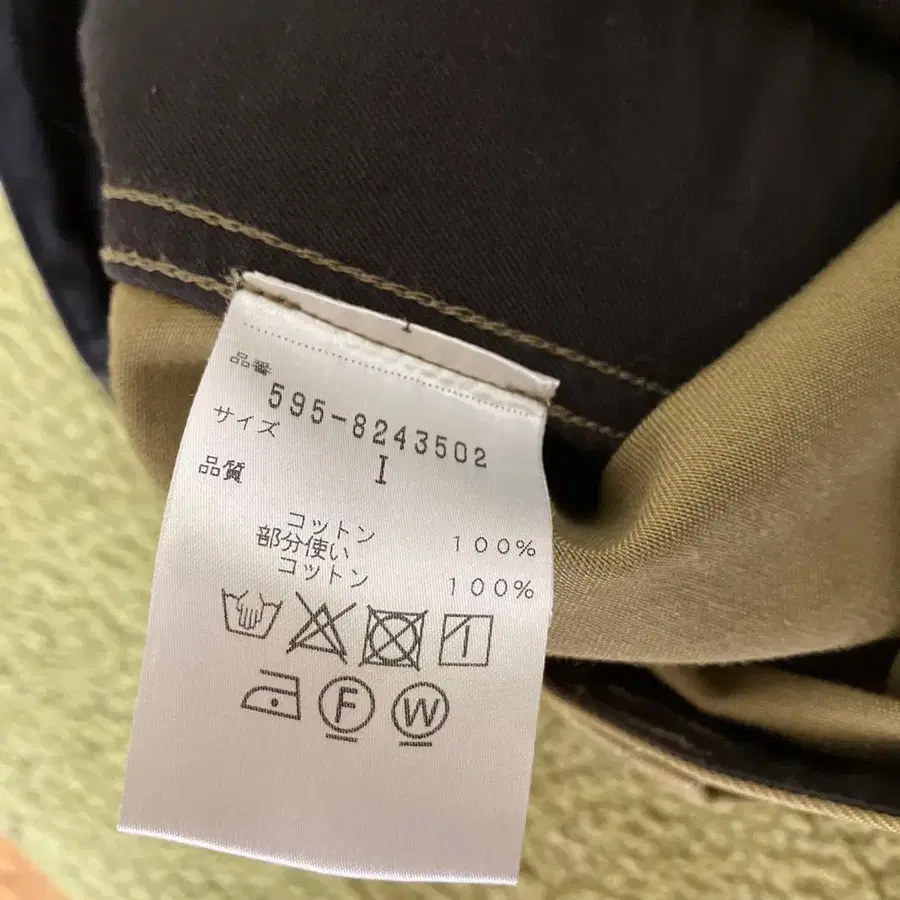 品番
595-8243502
サイズ
I
品質
コットン 100%
部分使い
コットン 100%
F W